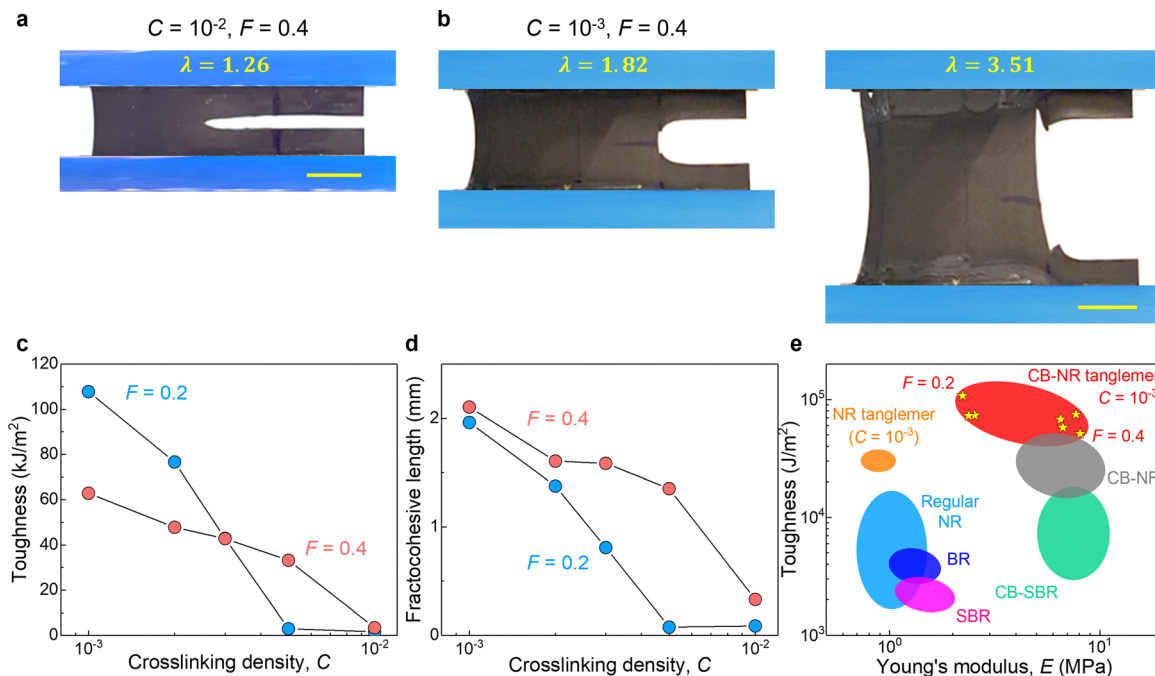 a
C = 10⁻², F = 0.4
λ = 1.26
b
C = 10⁻³, F = 0.4
λ = 1.82
λ = 3.51
c
Toughness (kJ/m²)
120
100
80
60
40
20
0
F = 0.2
F = 0.4
10⁻³
10⁻²
Crosslinking density, C
d
Fractocohesive length (mm)
2
1
0
F = 0.4
F = 0.2
10⁻³
10⁻²
Crosslinking density, C
e
Toughness (J/m²)
10⁵
10⁴
10³
F = 0.2
CB-NR tanglemer
C = 10⁻³
NR tanglemer
(C = 10⁻³)
F = 0.4
CB-NR
Regular
NR
BR
SBR
CB-SBR
10⁰
10¹
Young's modulus, E (MPa)